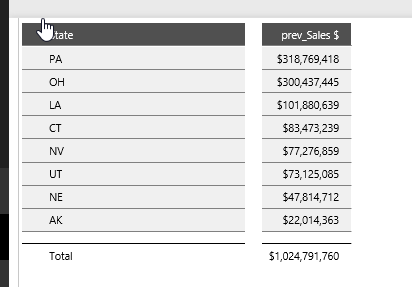 State prev_Sales $
PA $318,769,418
OH $300,437,445
LA $101,880,639
CT $83,473,239
NV $77,276,859
UT $73,125,085
NE $47,814,712
AK $22,014,363
Total $1,024,791,760